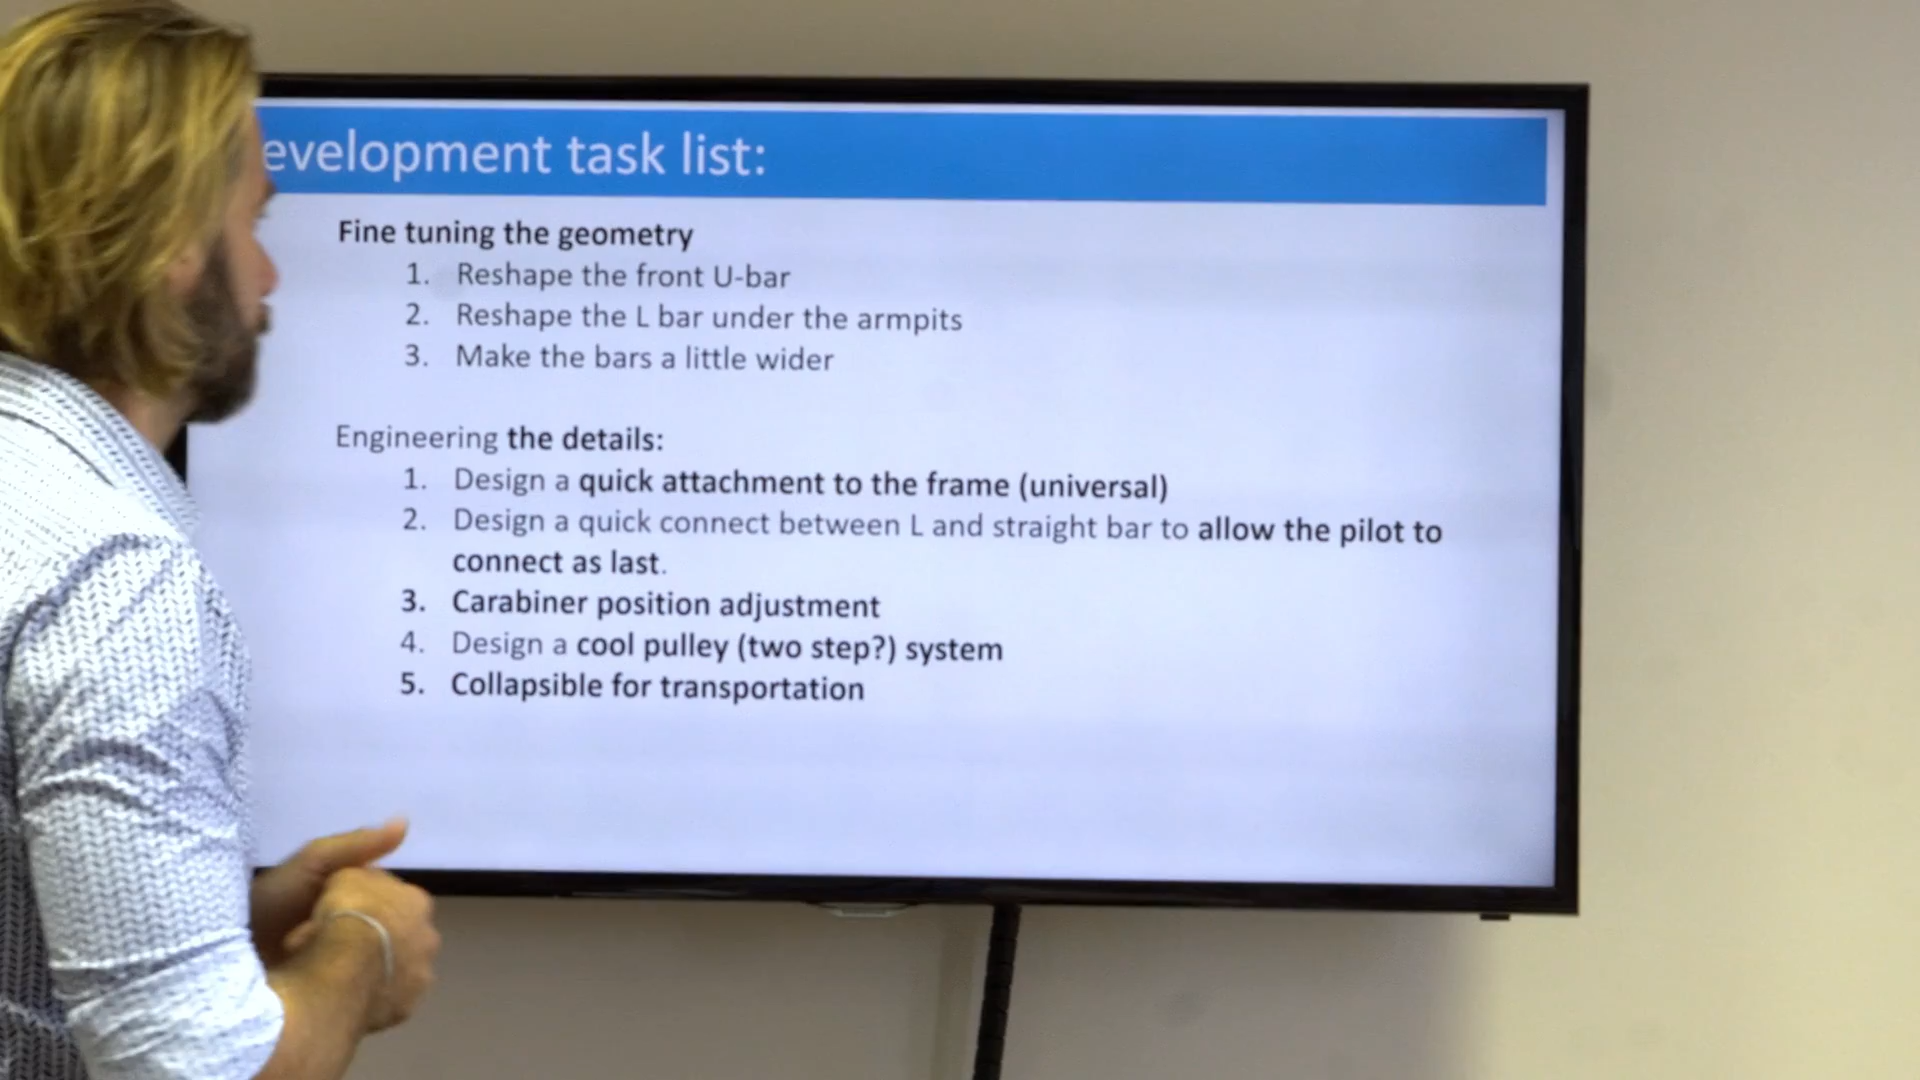 evelopment task list:
Fine tuning the geometry
1. Reshape the front U-bar
2. Reshape the L bar under the armpits
3. Make the bars a little wider
Engineering the details:
1. Design a quick attachment to the frame (universal)
2. Design a quick connect between L and straight bar to allow the pilot to
connect as last.
3. Carabiner position adjustment
4. Design a cool pulley (two step?) system
5. Collapsible for transportation